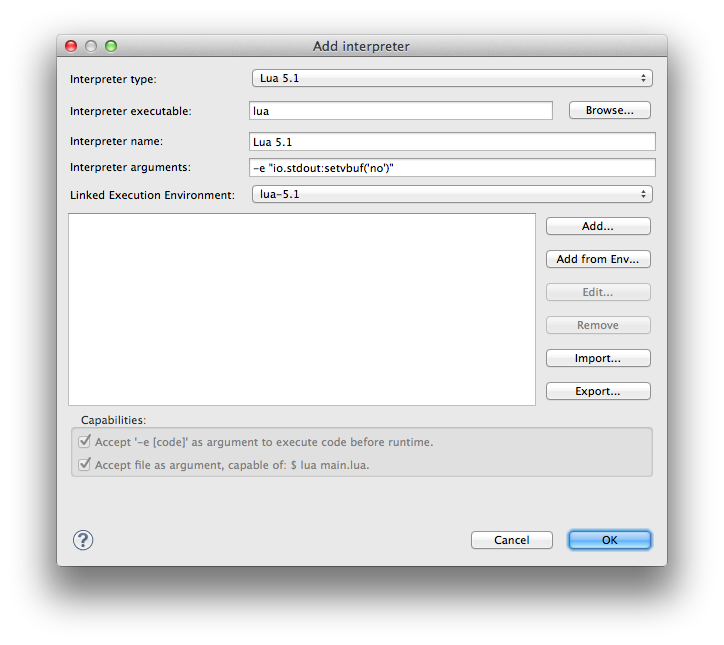 Add interpreter
Interpreter type: Lua 5.1
Interpreter executable: lua Browse...
Interpreter name: Lua 5.1
Interpreter arguments: -e "io.stdout:setvbuf('no')"
Linked Execution Environment: lua-5.1
Add...
Add from Env...
Edit...
Remove
Import...
Export...
Capabilities:
Accept '-e [code]' as argument to execute code before runtime.
Accept file as argument, capable of: $ lua main.lua.
? Cancel OK